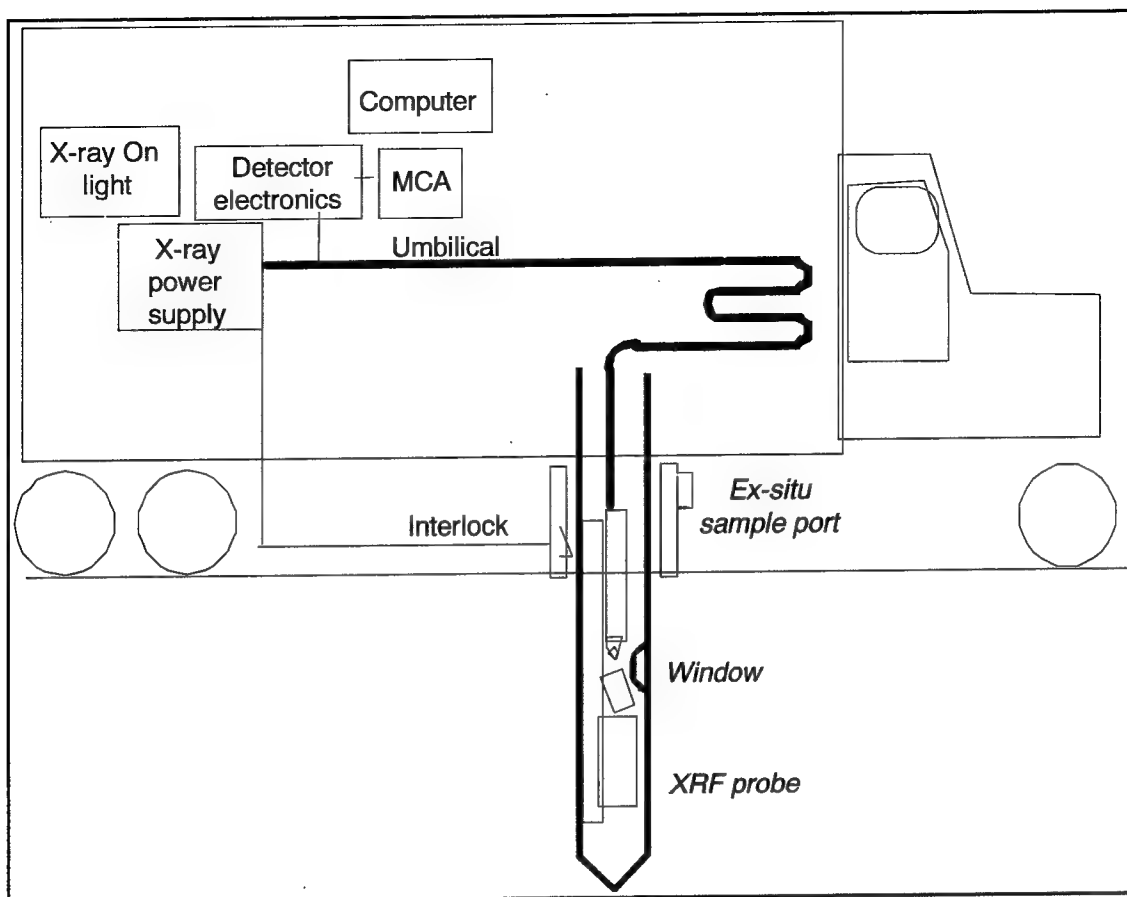 Computer
X-ray On
light
Detector
electronics
MCA
X-ray
power
supply
Umbilical
Interlock
Ex-situ
sample port
Window
XRF probe